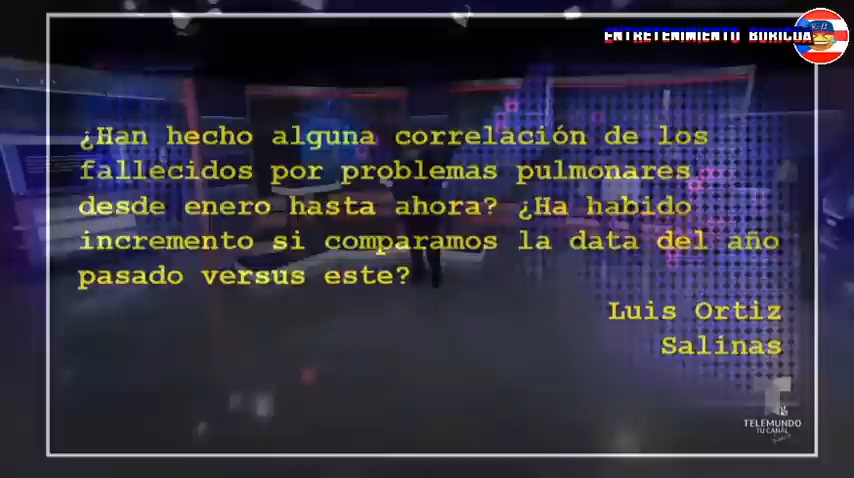 ENTRETENIMIENTO BORICUA
¿Han hecho alguna correlación de los
fallecidos por problemas pulmonares
desde enero hasta ahora? ¿Ha habido
incremento si comparamos la data del año
pasado versus este?
Luis Ortiz
Salinas
TELEMUNDO
TU CANAL